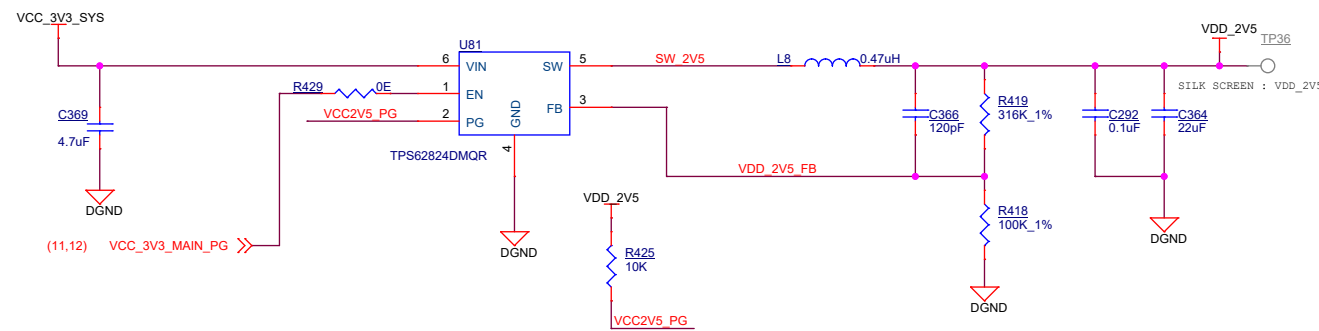 VCC_3V3_SYS
VDD_2V5
TP36
U81
6 VIN
SW 5
SW_2V5
L8
0.47uH
SILK SCREEN : VDD_2V5
R429
0E
1 EN
FB 3
VCC2V5_PG
2 PG
GND
4
C369
4.7uF
C366
120pF
R419
316K_1%
C292
0.1uF
C364
22uF
TPS62824DMQR
VDD_2V5_FB
DGND
VDD_2V5
R418
100K_1%
(11,12) VCC_3V3_MAIN_PG
DGND
R425
10K
DGND
DGND
VCC2V5_PG